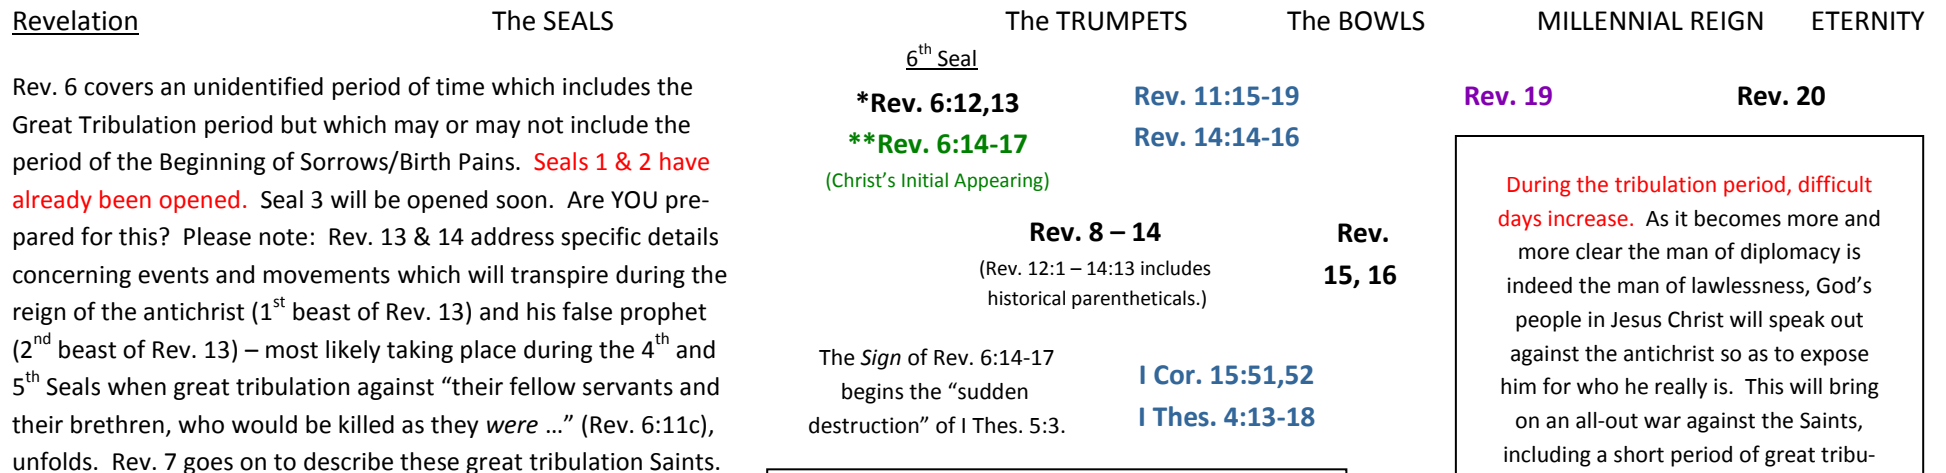 Revelation The SEALS The TRUMPETS The BOWLS MILLENNIAL REIGN ETERNITY
Rev. 6 covers an unidentified period of time which includes the
Great Tribulation period but which may or may not include the
period of the Beginning of Sorrows/Birth Pains. Seals 1 & 2 have
already been opened. Seal 3 will be opened soon. Are YOU pre-
pared for this? Please note: Rev. 13 & 14 address specific details
concerning events and movements which will transpire during the
reign of the antichrist (1st beast of Rev. 13) and his false prophet
(2nd beast of Rev. 13) – most likely taking place during the 4th and
5th Seals when great tribulation against “their fellow servants and
their brethren, who would be killed as they were …” (Rev. 6:11c),
unfolds. Rev. 7 goes on to describe these great tribulation Saints.
6th Seal
*Rev. 6:12,13
**Rev. 6:14-17
(Christ’s Initial Appearing)
Rev. 11:15-19
Rev. 14:14-16
Rev. 8 – 14
(Rev. 12:1 – 14:13 includes
historical parentheticals.)
Rev.
15, 16
The Sign of Rev. 6:14-17
begins the “sudden
destruction” of I Thes. 5:3.
I Cor. 15:51,52
I Thes. 4:13-18
Rev. 19 Rev. 20
During the tribulation period, difficult
days increase. As it becomes more and
more clear the man of diplomacy is
indeed the man of lawlessness, God’s
people in Jesus Christ will speak out
against the antichrist so as to expose
him for who he really is. This will bring
on an all-out war against the Saints,
including a short period of great tribu-